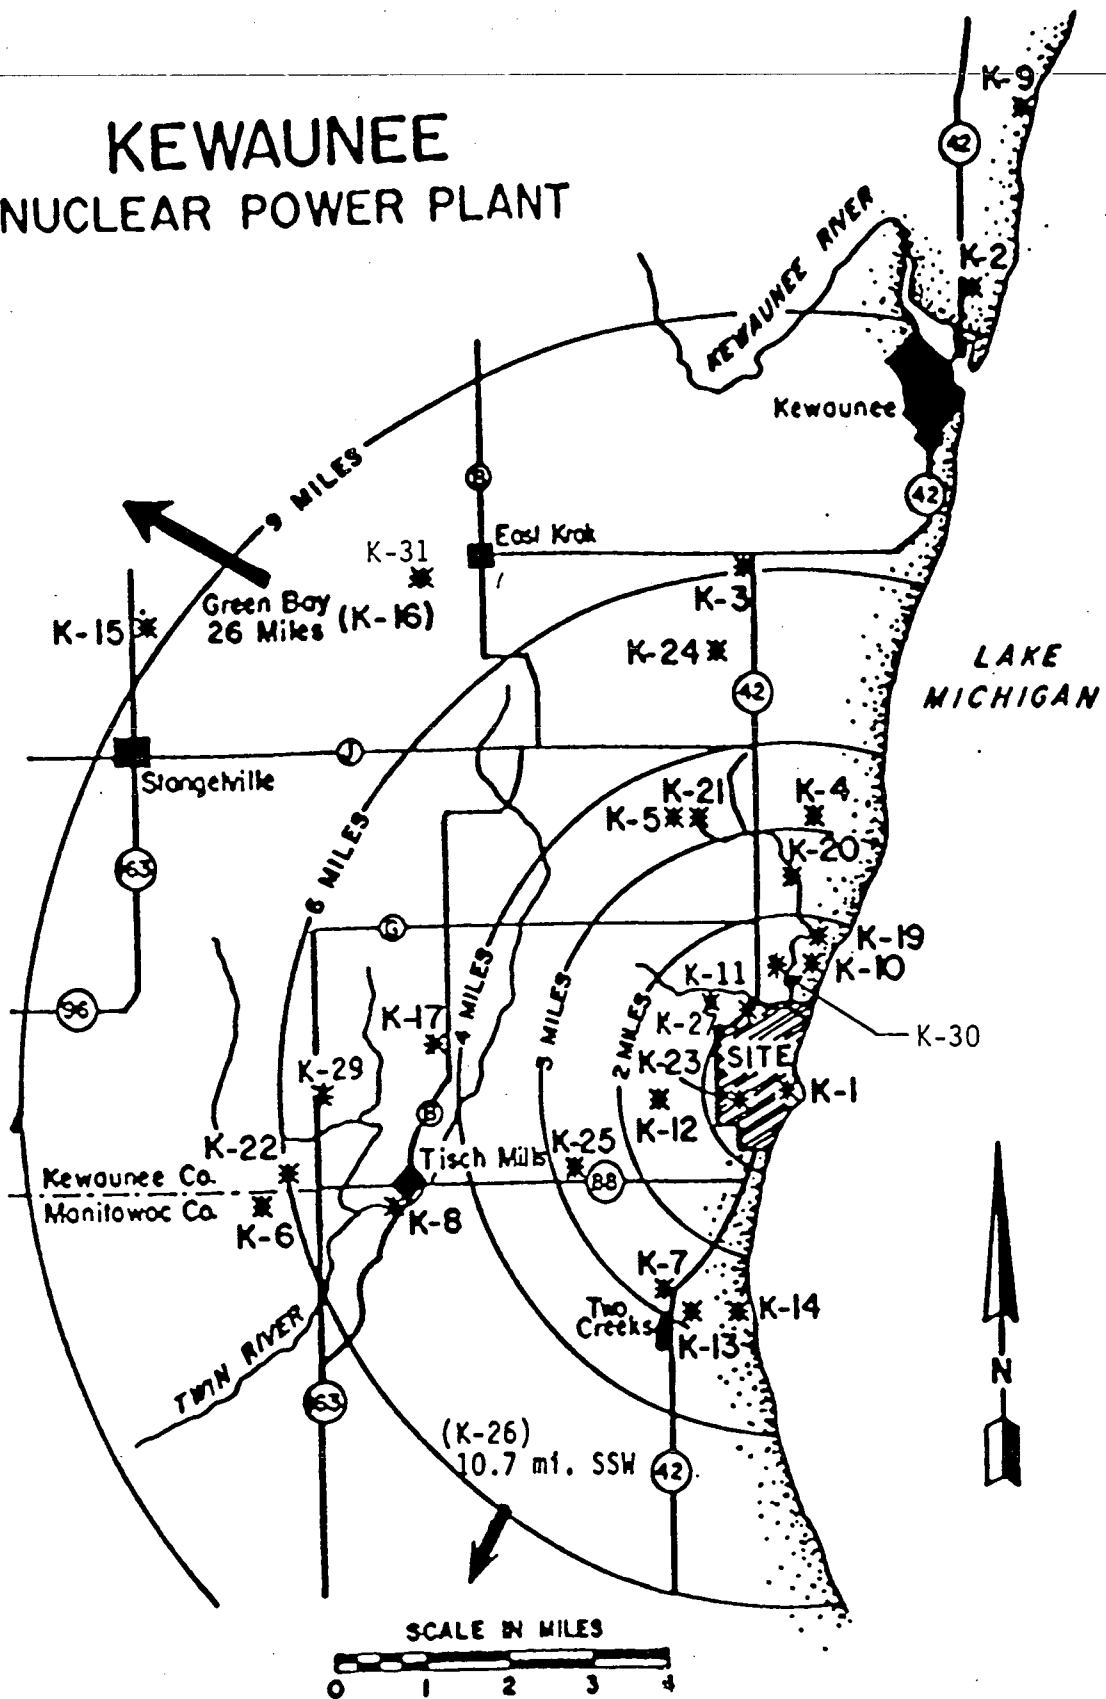 KEWAUNEE
NUCLEAR POWER PLANT
K-9
42
K-2
KEWAUNEE RIVER
Kewaunee
42
9 MILES
B
East Krok
K-31
K-3
Green Bay
26 Miles (K-16)
K-15
K-24
LAKE
MICHIGAN
42
J
Stangelville
K-21
K-4
K-5
6 MILES
K-20
163
G
K-19
K-10
K-11
4 MILES
3 MILES
2 MILES
96
K-17
K-27
K-30
K-23
SITE
K-29
K-1
B
K-12
K-22
K-25
Tisch Mills
Kewaunee Co.
BB
Manitowoc Co.
K-6
K-8
K-7
Two
Creeks
K-14
K-13
TWIN RIVER
N
163
(K-26)
10.7 mi. SSW
42
SCALE IN MILES
0 1 2 3 4